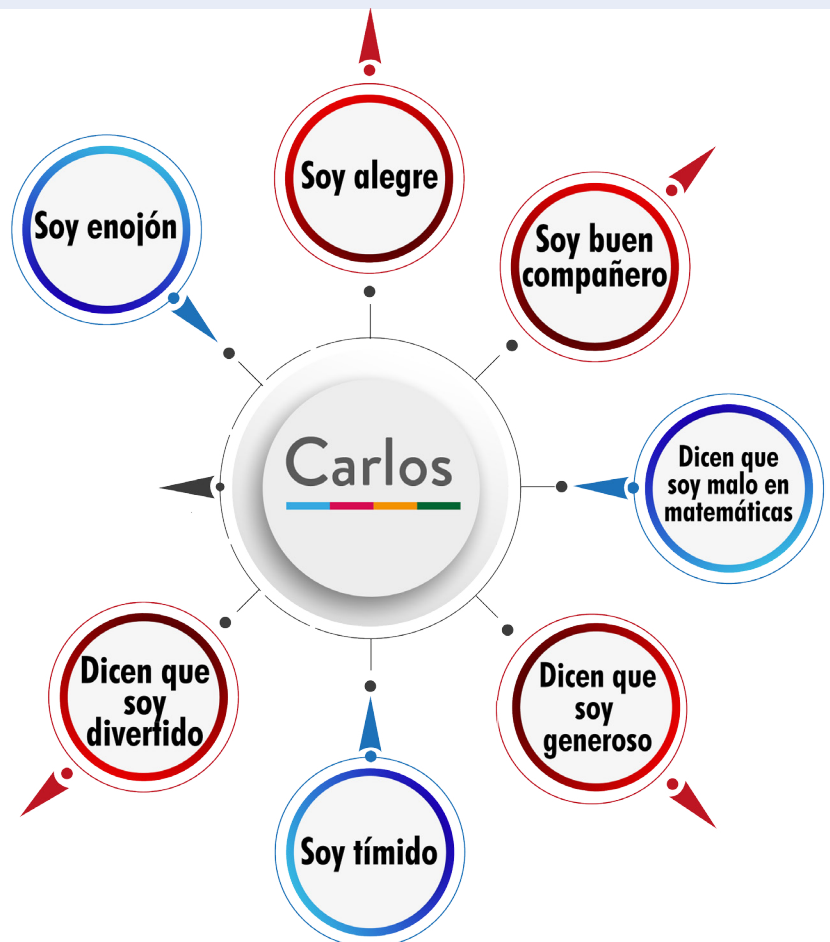 Soy alegre
Soy enojón
Soy buen
compañero
Carlos
Dicen que
soy malo en
matemáticas
Dicen que
soy
divertido
Dicen que
soy
generoso
Soy tímido